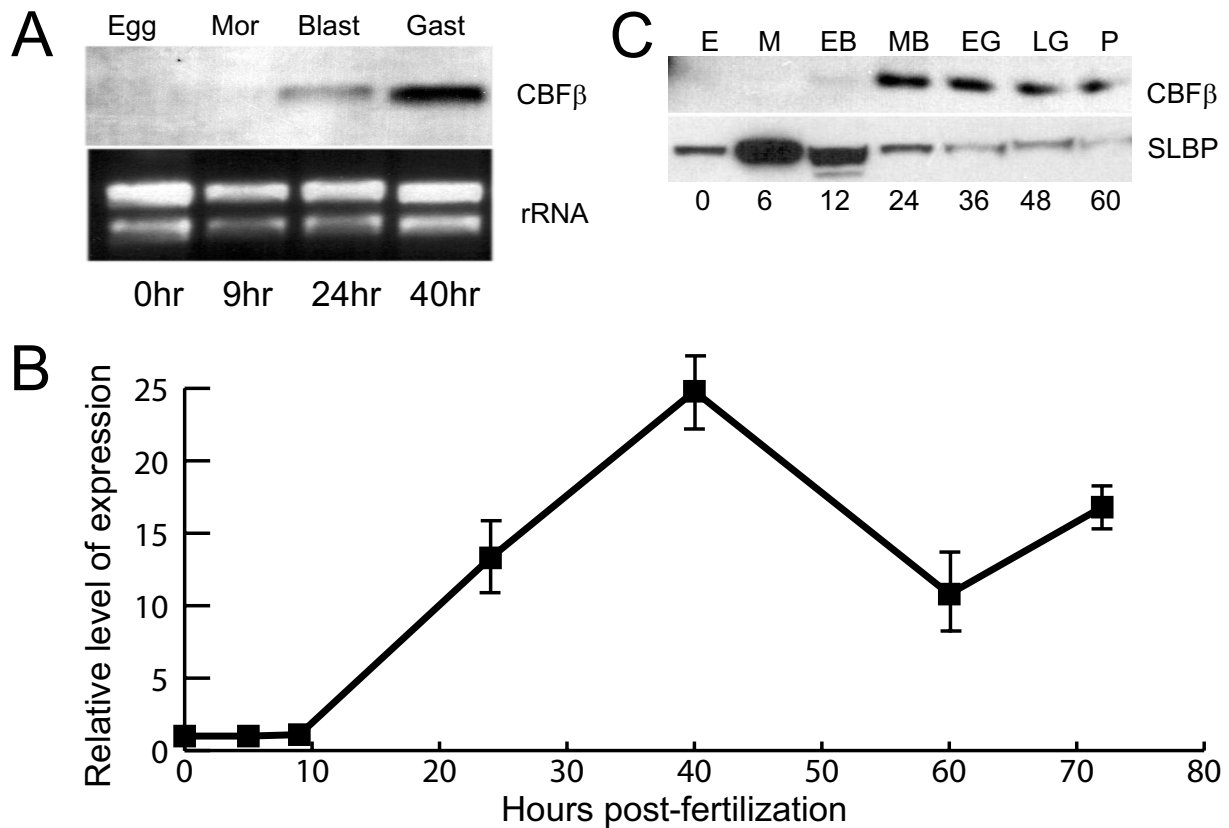 A
Egg Mor Blast Gast
CBFβ
rRNA
0hr 9hr 24hr 40hr
C
E M EB MB EG LG P
CBFβ
SLBP
0 6 12 24 36 48 60
B
Relative level of expression
25
20
15
10
5
0
0 10 20 30 40 50 60 70 80
Hours post-fertilization